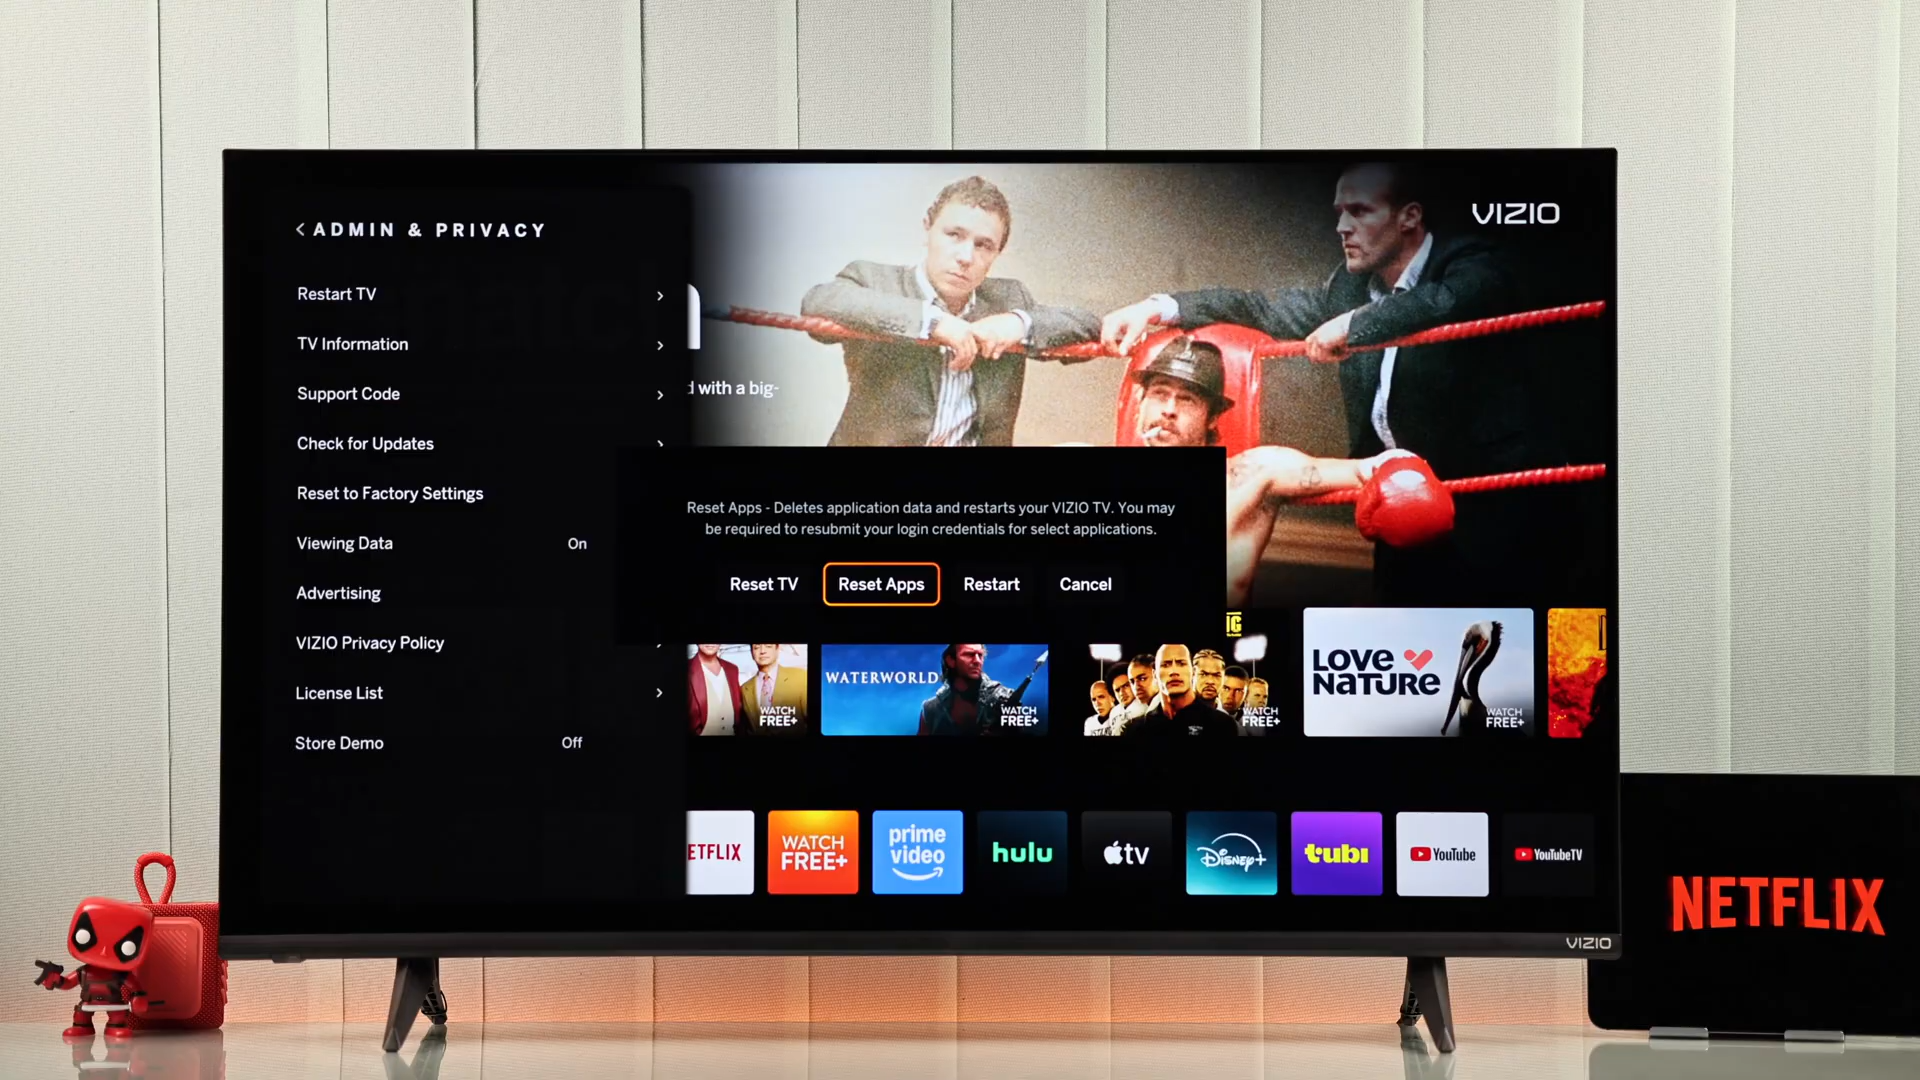 VIZIO
ADMIN & PRIVACY
Restart TV
TV Information
Support Code
Check for Updates
Reset to Factory Settings
Viewing Data On
Advertising
VIZIO Privacy Policy
License List
Store Demo Off
with a big-
Reset Apps - Deletes application data and restarts your VIZIO TV. You may
be required to resubmit your login credentials for select applications.
Reset TV
Reset Apps
Restart
Cancel
WATCH
FREE+
WATERWORLD
WATCH
FREE+
WATCH
FREE+
LOVE
NATURE
WATCH
FREE+
ETFLIX
WATCH
FREE+
prime
video
hulu
tv
Disney+
tubi
YouTube
YouTubeTV
VIZIO
NETFLIX